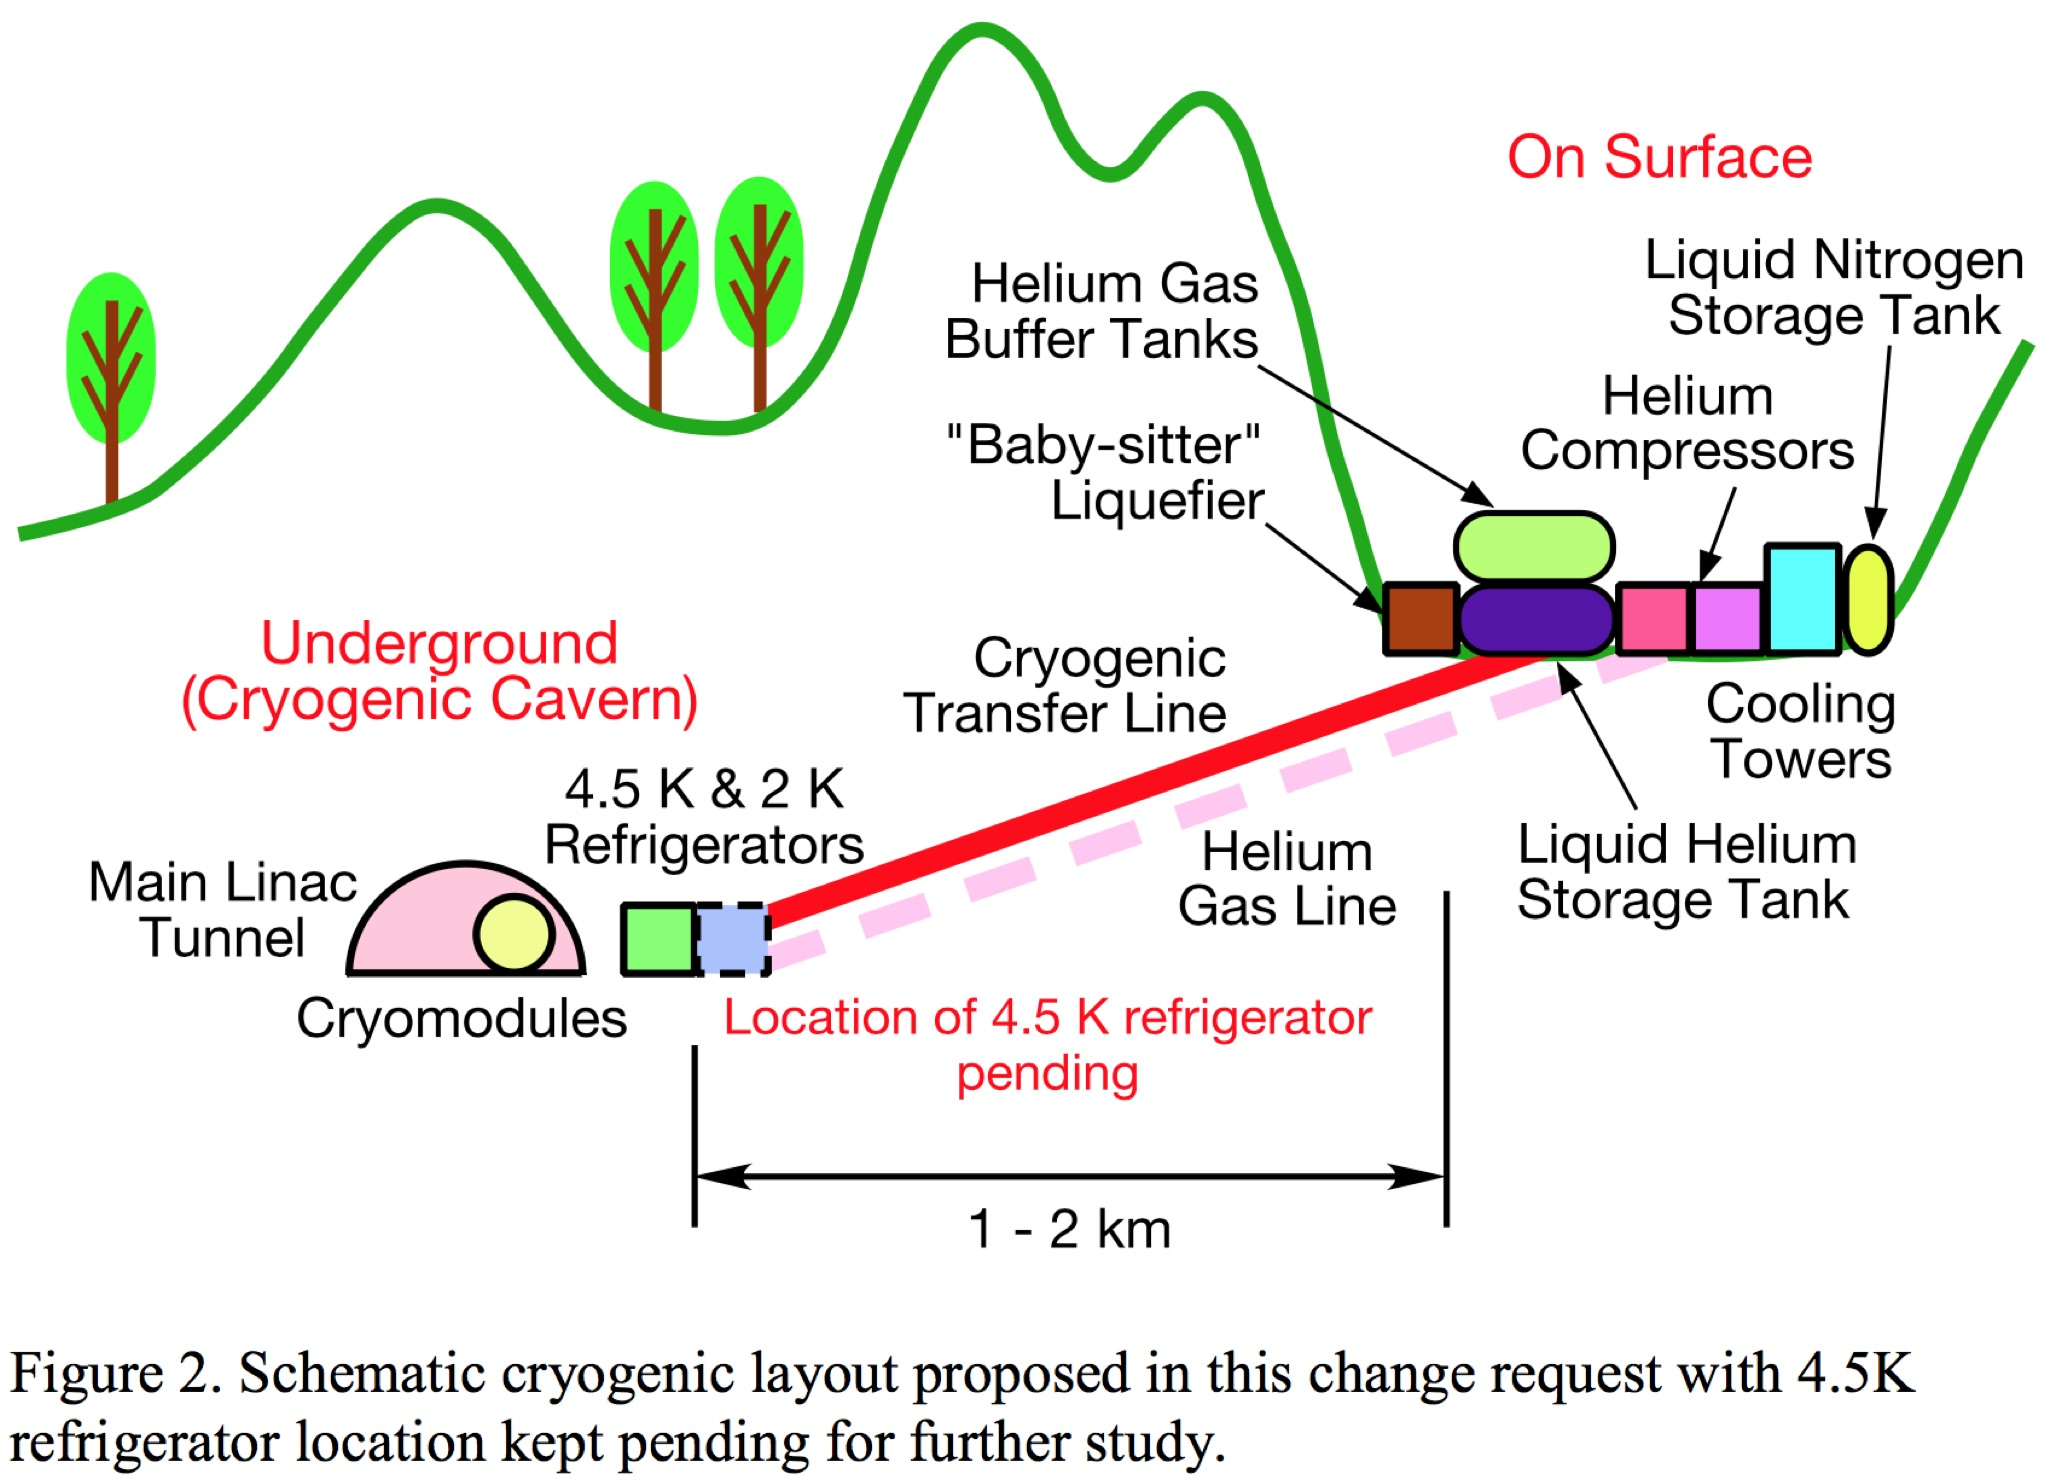 On Surface
Liquid Nitrogen
Storage Tank
Helium Gas
Buffer Tanks
Helium
Compressors
"Baby-sitter"
Liquefier
Underground
(Cryogenic Cavern)
Cryogenic
Transfer Line
Cooling
Towers
4.5 K & 2 K
Refrigerators
Main Linac
Tunnel
Helium
Gas Line
Liquid Helium
Storage Tank
Cryomodules
Location of 4.5 K refrigerator
pending
1 - 2 km
Figure 2. Schematic cryogenic layout proposed in this change request with 4.5K
refrigerator location kept pending for further study.